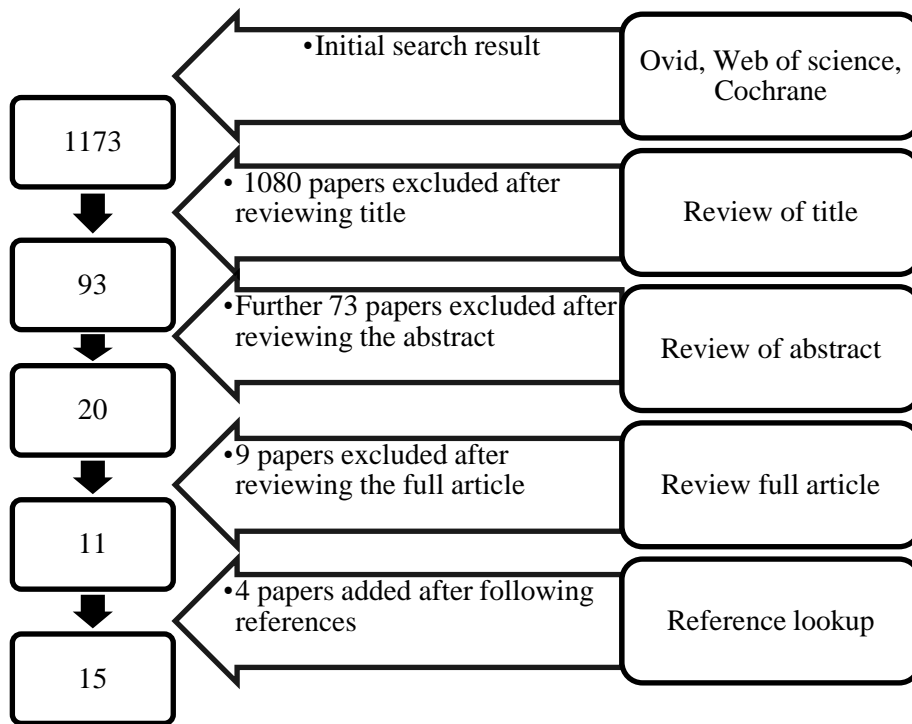 •Initial search result
Ovid, Web of science,
Cochrane
1173
• 1080 papers excluded after
reviewing title
Review of title
93
•Further 73 papers excluded after
reviewing the abstract
Review of abstract
20
•9 papers excluded after
reviewing the full article
Review full article
11
•4 papers added after following
references
Reference lookup
15